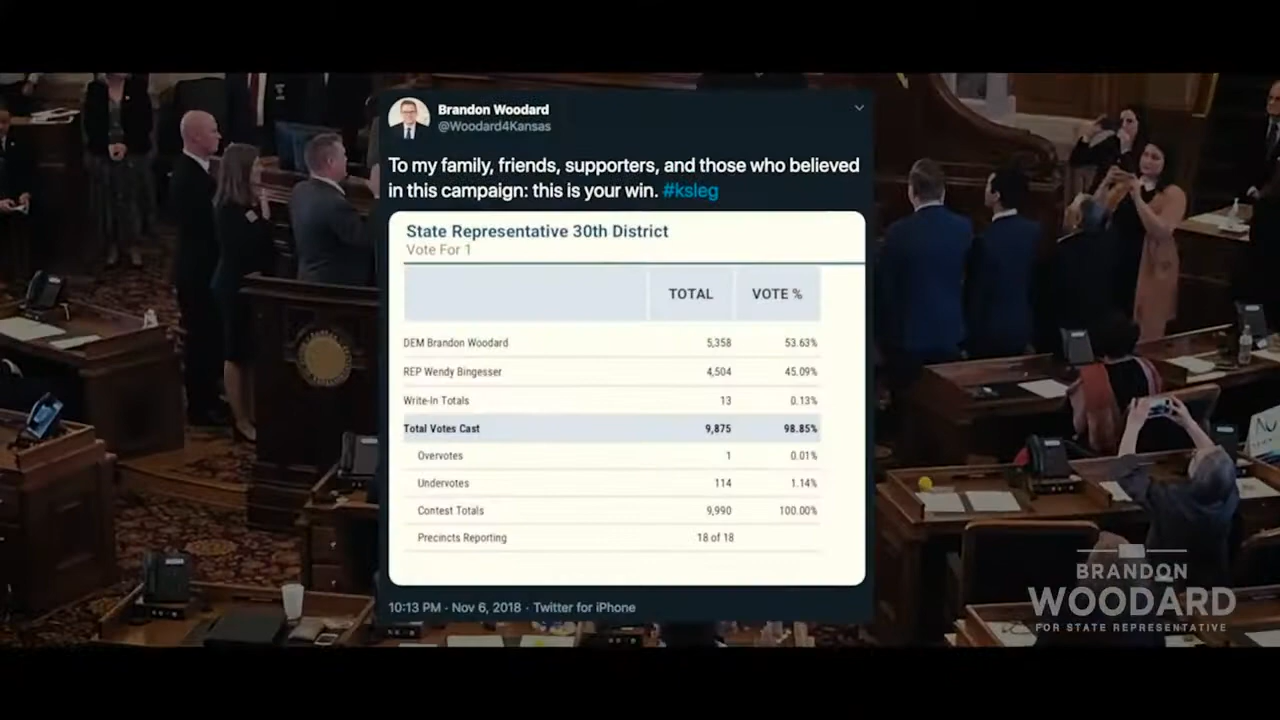 Brandon Woodard
@Woodard4Kansas
To my family, friends, supporters, and those who believed
in this campaign: this is your win. #ksleg
State Representative 30th District
Vote For 1
TOTAL VOTE %
DEM Brandon Woodard 5,358 53.63%
REP Wendy Bingesser 4,504 45.09%
Write-In Totals 13 0.13%
Total Votes Cast 9,875 98.85%
Overvotes 1 0.01%
Undervotes 114 1.14%
Contest Totals 9,990 100.00%
Precincts Reporting 18 of 18
10:13 PM · Nov 6, 2018 · Twitter for iPhone
BRANDON
WOODARD
FOR STATE REPRESENTATIVE